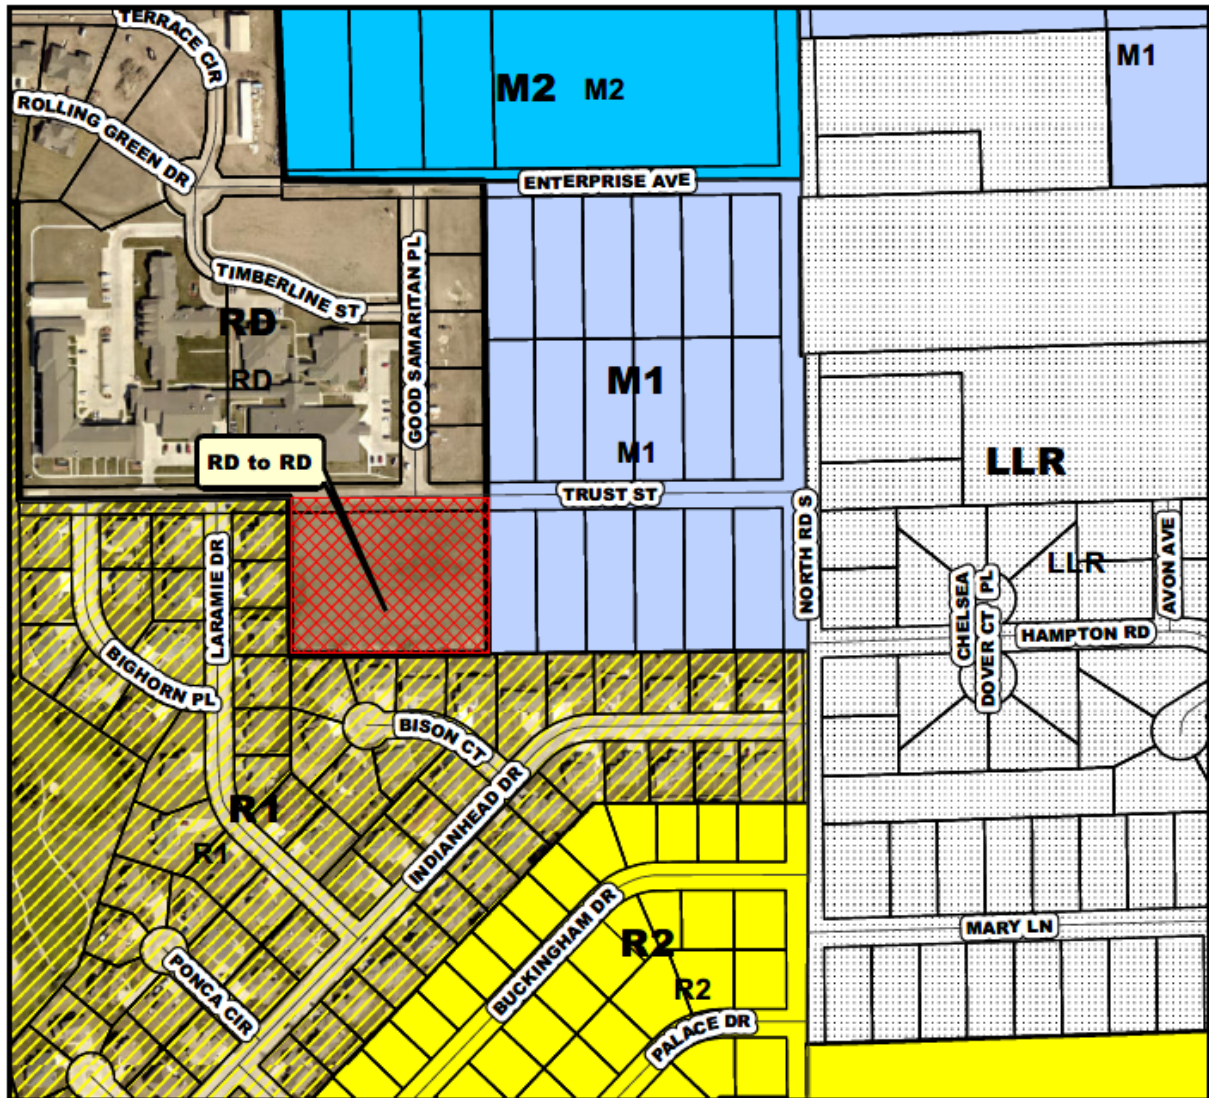 TERRACE CIR
M1
M2 M2
ROLLING GREEN DR
ENTERPRISE AVE
TIMBERLINE ST
GOOD SAMARITAN PL
RD
RD
M1
M1
RD to RD
LLR
TRUST ST
NORTH RD S
LARAMIE DR
AVON AVE
LLR
CHELSEA PL
DOVER CT
HAMPTON RD
BIGHORN PL
BISON CT
INDIANHEAD DR
R1
R1
BUCKINGHAM DR
MARY LN
R2
R2
PONCA CIR
PALACE DR